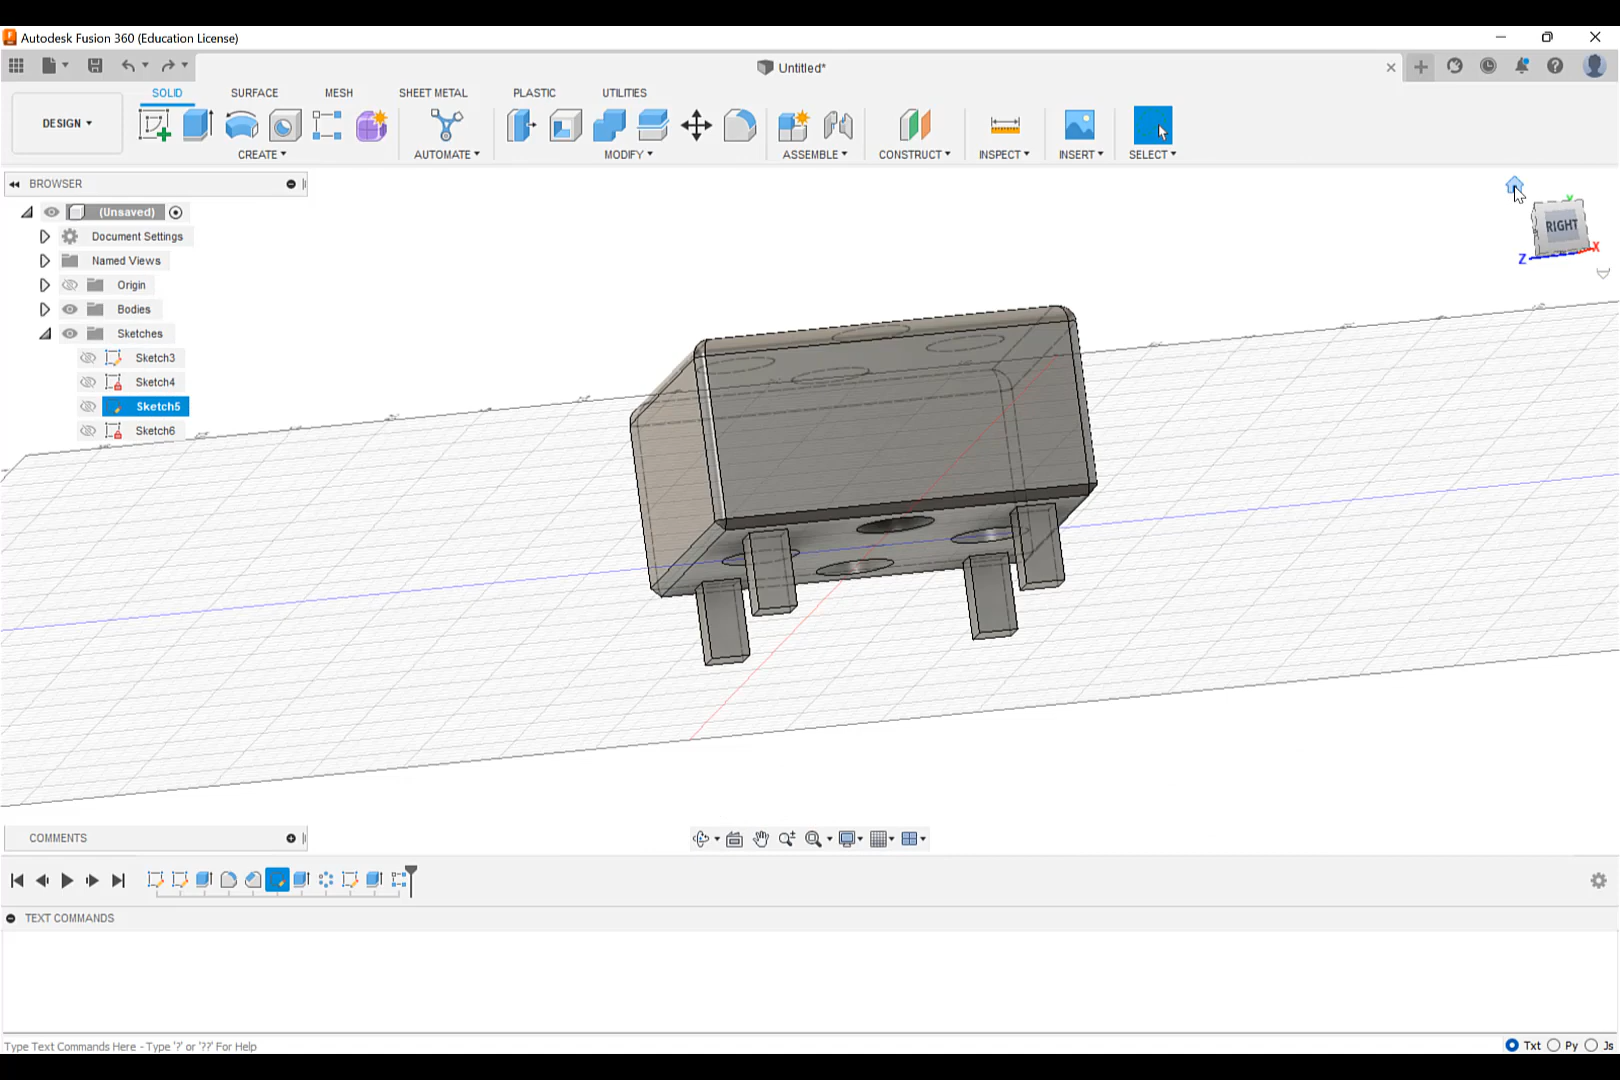 Autodesk Fusion 360 (Education License)
Untitled*
SOLID SURFACE MESH SHEET METAL PLASTIC UTILITIES
DESIGN
CREATE AUTOMATE MODIFY ASSEMBLE CONSTRUCT INSPECT INSERT SELECT
BROWSER
(Unsaved)
Document Settings
Named Views
Origin
Bodies
Sketches
Sketch3
Sketch4
Sketch5
Sketch6
Y
RIGHT
X
Z
COMMENTS
TEXT COMMANDS
Type Text Commands Here - Type '?' or '??' For Help
Txt Py Js